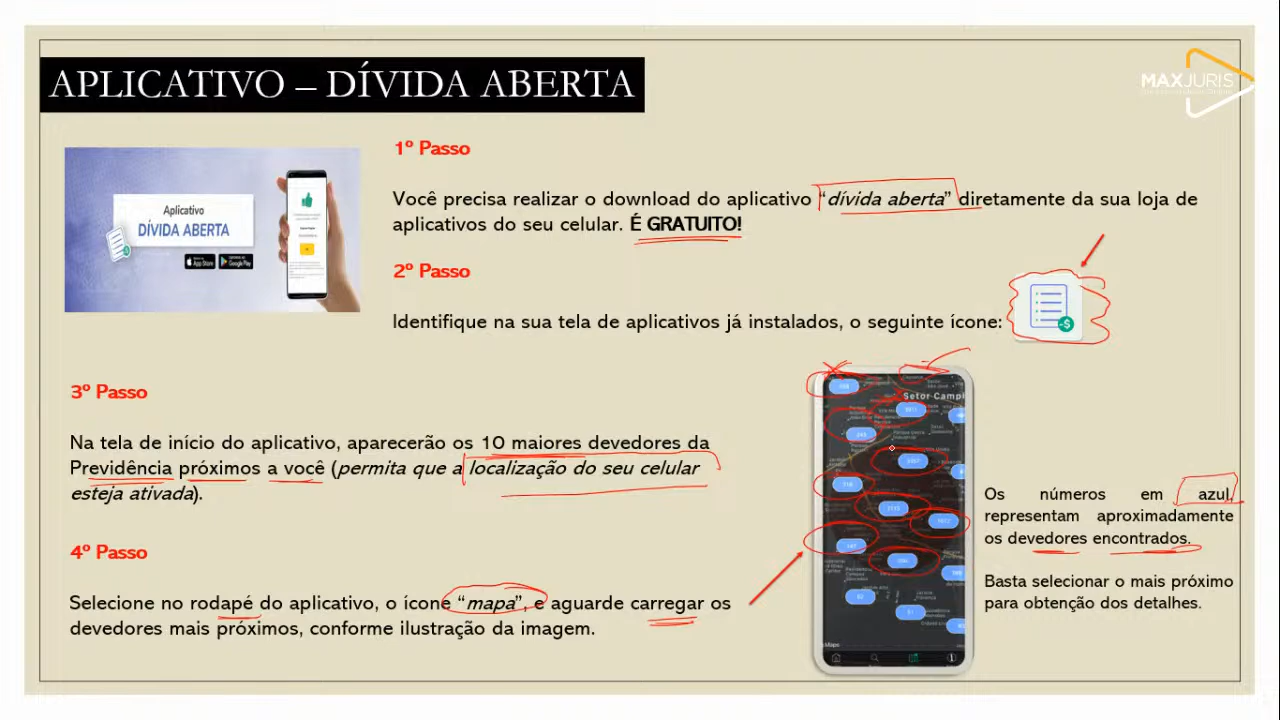 APLICATIVO – DÍVIDA ABERTA
MAXJURIS
Aplicativo
DÍVIDA ABERTA
App Store
Google Play
1º Passo
Você precisa realizar o download do aplicativo “dívida aberta” diretamente da sua loja de
aplicativos do seu celular. É GRATUITO!
2º Passo
Identifique na sua tela de aplicativos já instalados, o seguinte ícone:
-$
3º Passo
Na tela de início do aplicativo, aparecerão os 10 maiores devedores da
Previdência próximos a você (permita que a localização do seu celular
esteja ativada).
4º Passo
Selecione no rodapé do aplicativo, o ícone “mapa”, e aguarde carregar os
devedores mais próximos, conforme ilustração da imagem.
Setor Campi
Maps
Os números em azul,
representam aproximadamente
os devedores encontrados.
Basta selecionar o mais próximo
para obtenção dos detalhes.